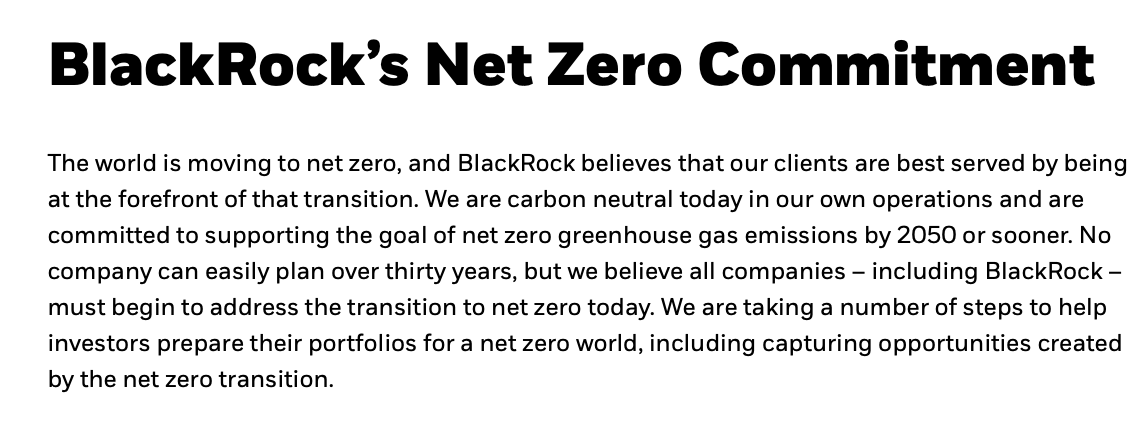 BlackRock’s Net Zero Commitment
The world is moving to net zero, and BlackRock believes that our clients are best served by being
at the forefront of that transition. We are carbon neutral today in our own operations and are
committed to supporting the goal of net zero greenhouse gas emissions by 2050 or sooner. No
company can easily plan over thirty years, but we believe all companies – including BlackRock –
must begin to address the transition to net zero today. We are taking a number of steps to help
investors prepare their portfolios for a net zero world, including capturing opportunities created
by the net zero transition.